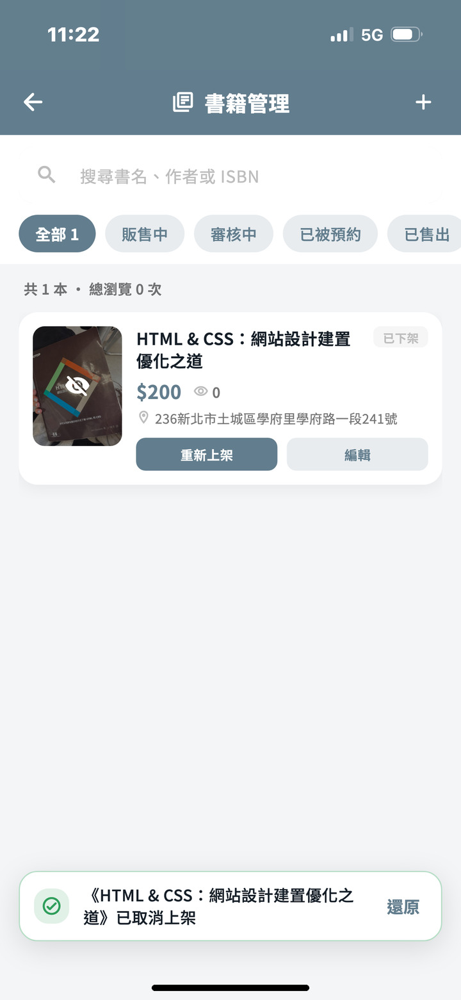 11:22
5G
書籍管理
搜尋書名、作者或 ISBN
全部 1
販售中
審核中
已被預約
已售出
共 1 本 · 總瀏覽 0 次
HTML & CSS：網站設計建置
優化之道
已下架
$200
0
236新北市土城區學府里學府路一段241號
重新上架
編輯
《HTML & CSS：網站設計建置優化之
道》已取消上架
還原